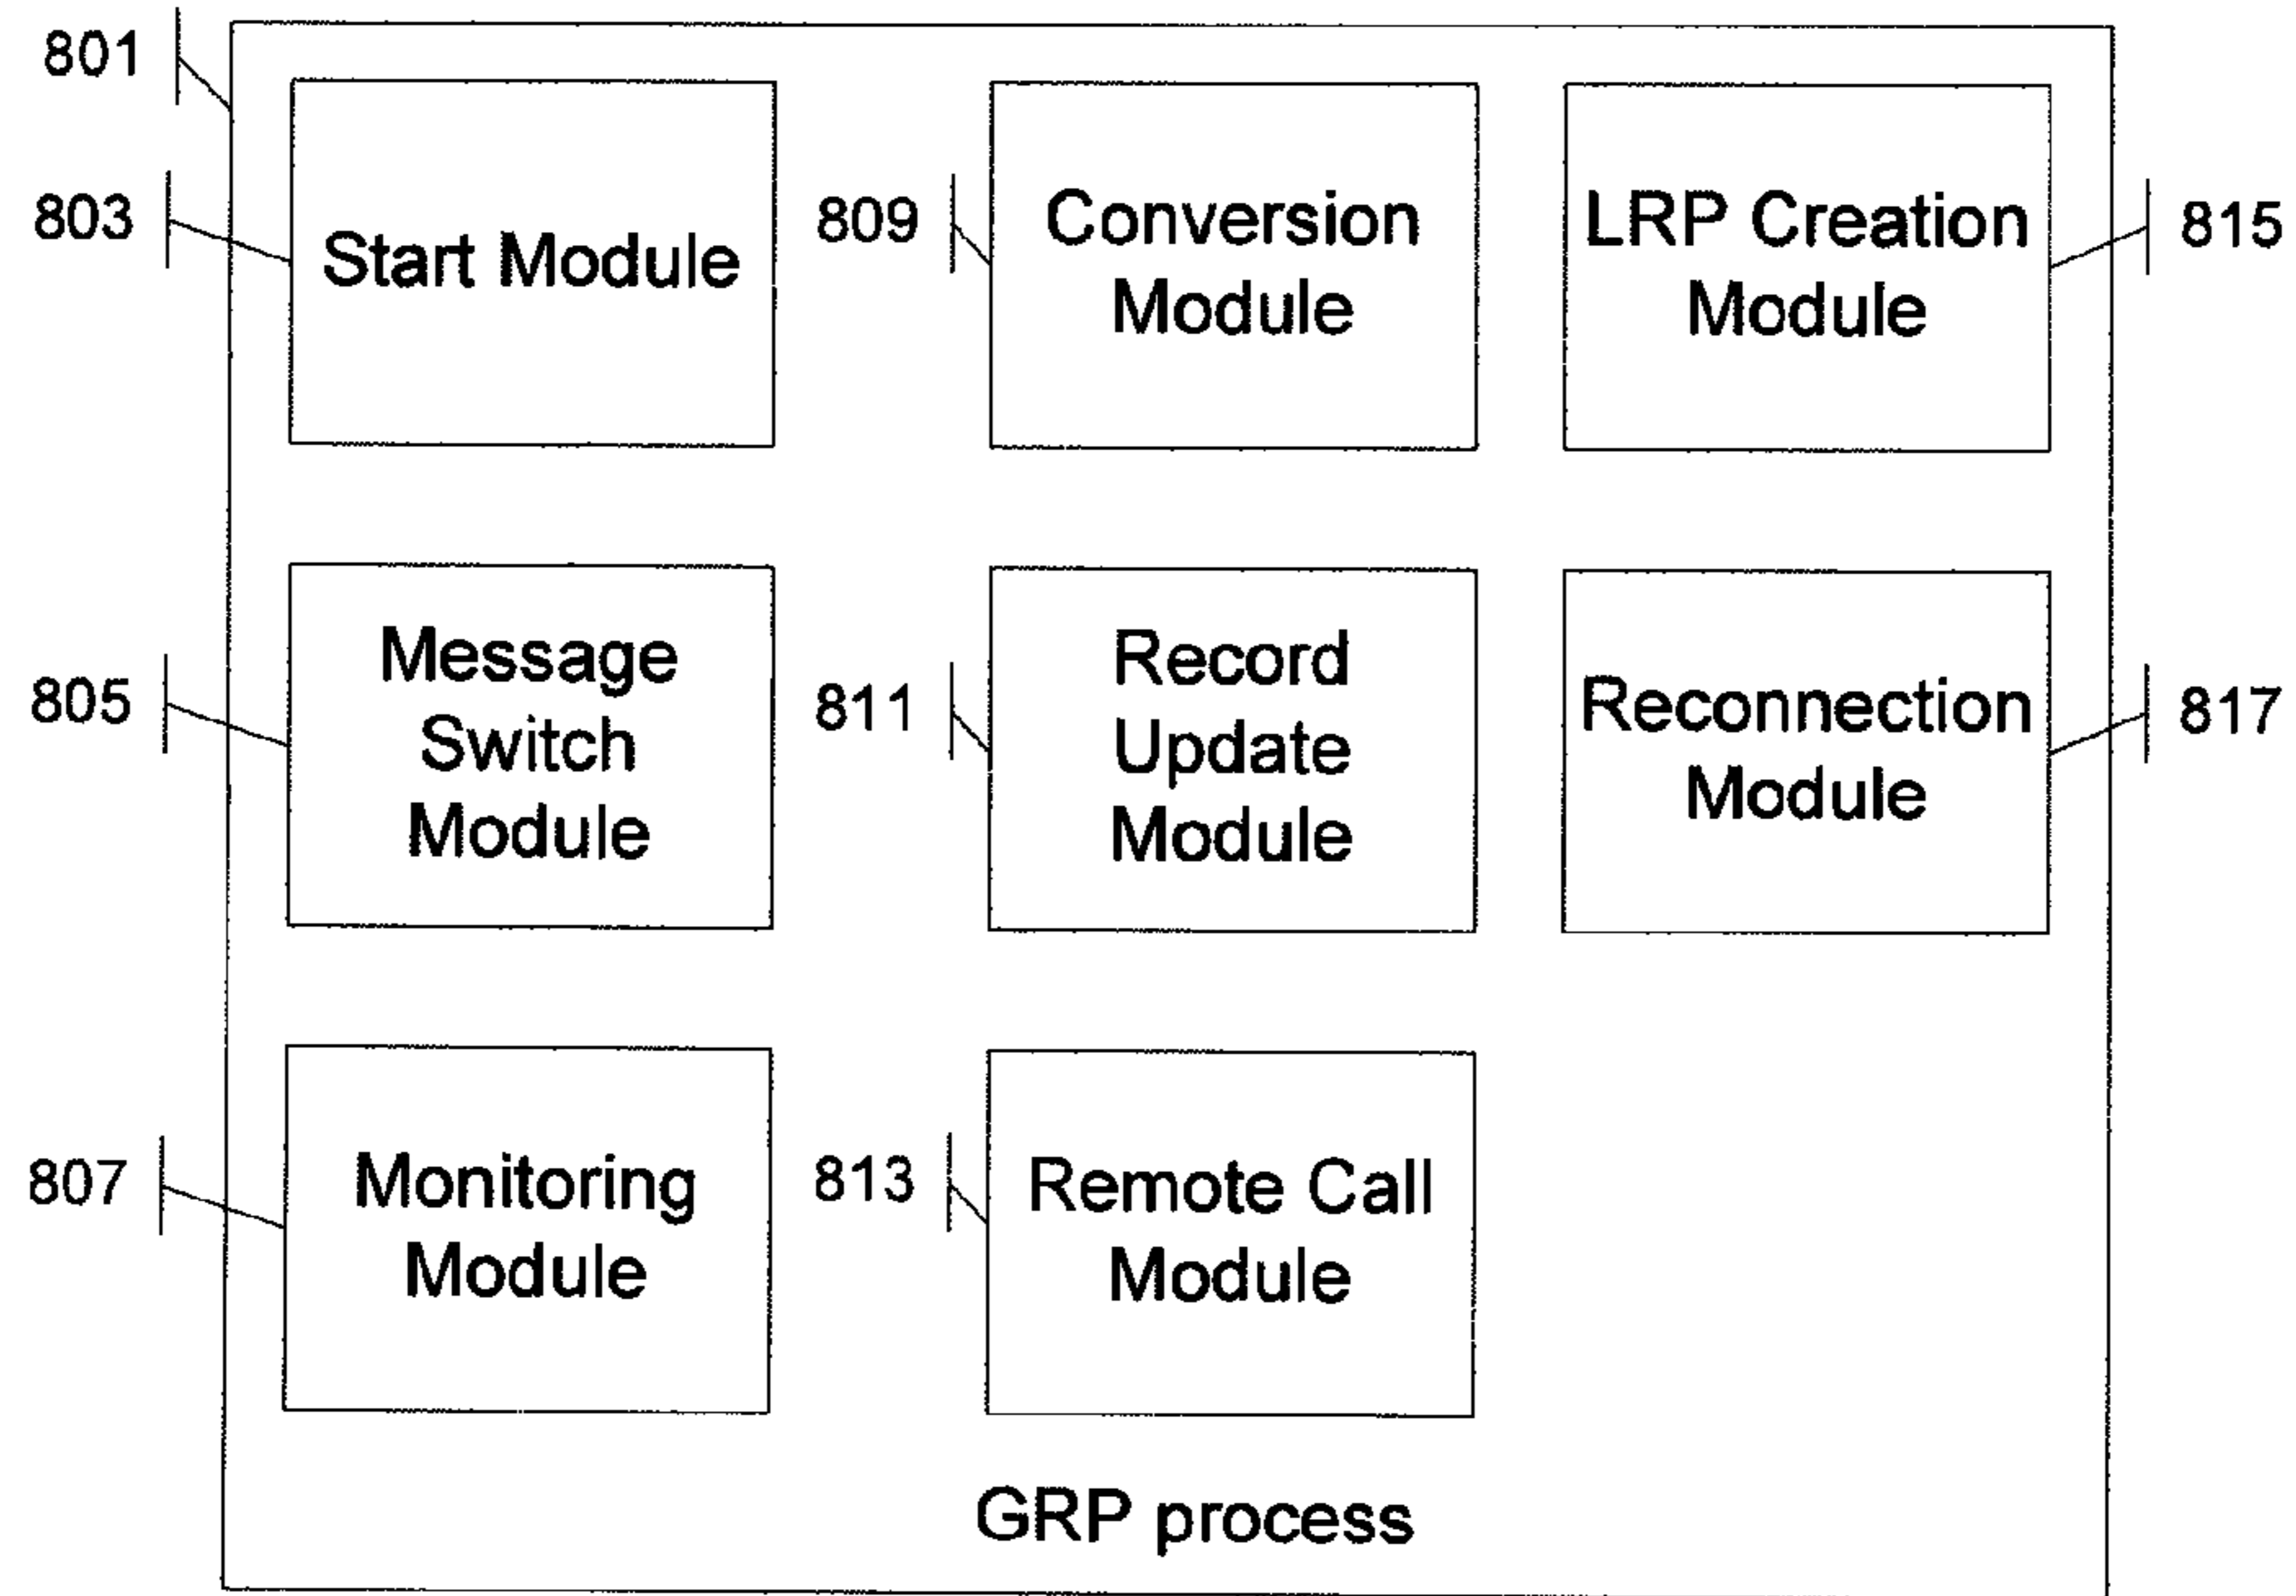 801
803
Start Module
809
Conversion
Module
LRP Creation
Module
815
805
Message
Switch
Module
811
Record
Update
Module
Reconnection
Module
817
807
Monitoring
Module
813
Remote Call
Module
GRP process